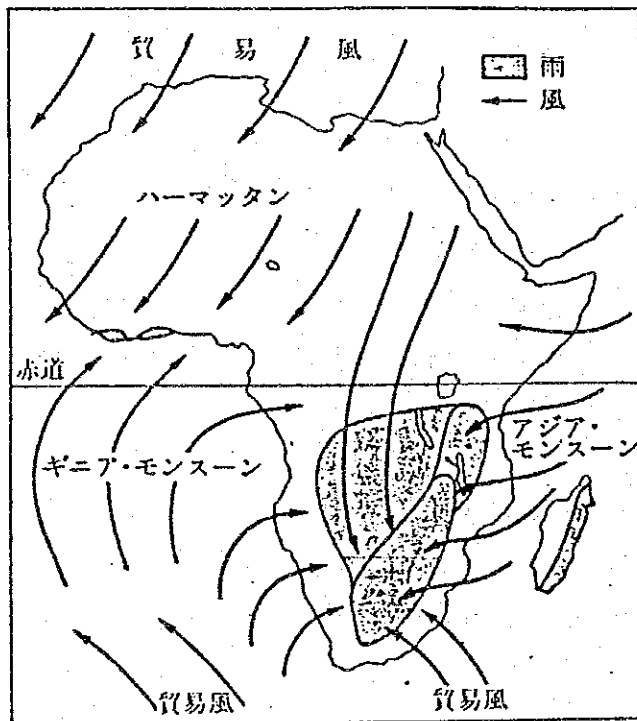 貿易風
雨
風
ハーマッタン
赤道
ギニア・モンスーン
アジア・
モンスーン
貿易風
貿易風